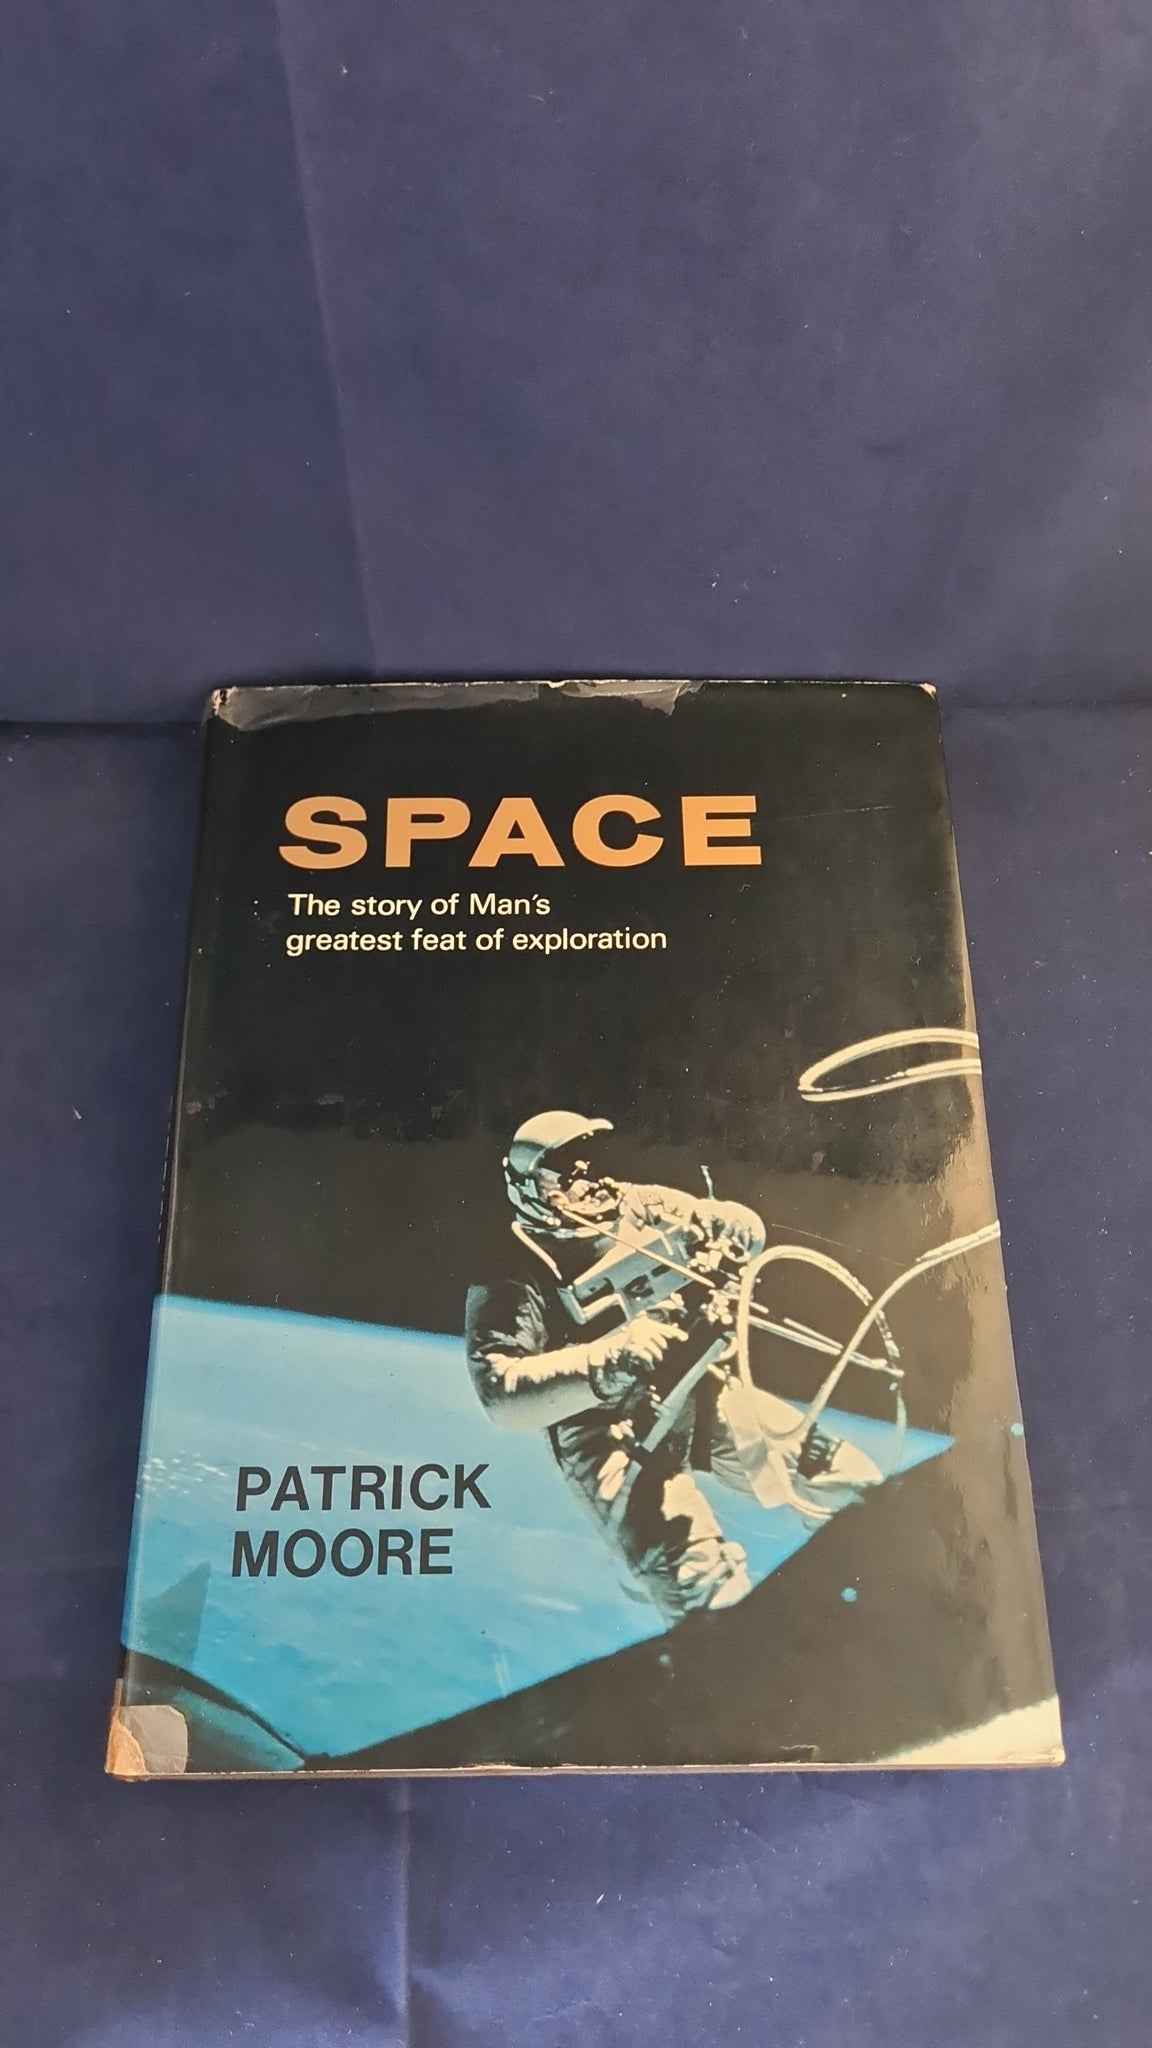 SPACE
The story of Man's
greatest feat of exploration
PATRICK
MOORE